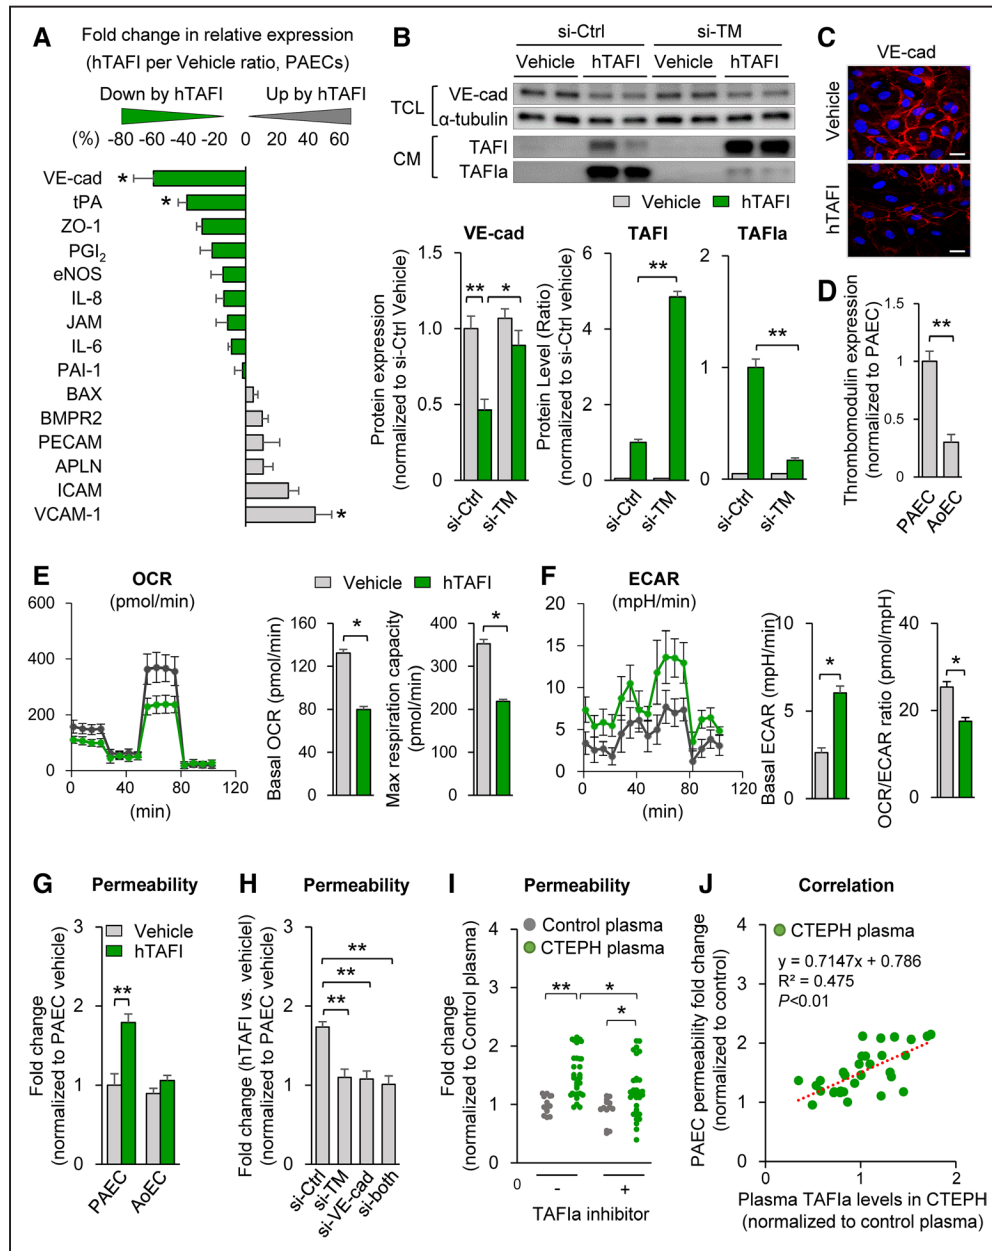 A
Fold change in relative expression
(hTAFI per Vehicle ratio, PAECs)
Down by hTAFI
Up by hTAFI
(%)
-80 -60 -40 -20 0 20 40 60
VE-cad
*
tPA
*
ZO-1
PGI2
eNOS
IL-8
JAM
IL-6
PAI-1
BAX
BMPR2
PECAM
APLN
ICAM
VCAM-1
*
B
si-Ctrl si-TM
Vehicle hTAFI Vehicle hTAFI
TCL
VE-cad
α-tubulin
CM
TAFI
TAFIa
Vehicle hTAFI
VE-cad
Protein expression
(normalized to si-Ctrl Vehicle)
1.5
1.0
0.5
0
** *
si-Ctrl
si-TM
TAFI
Protein Level (Ratio)
(normalized to si-Ctrl vehicle)
6
4
2
0
**
si-Ctrl
si-TM
TAFIa
2
1
0
**
si-Ctrl
si-TM
C
VE-cad
Vehicle
hTAFI
D
Thrombomodulin expression
(normalized to PAEC)
1.5
1
0.5
0
**
PAEC
AoEC
E
OCR
(pmol/min)
600
400
200
0
0 40 80 120
(min)
Vehicle hTAFI
Basal OCR (pmol/min)
160
120
80
40
0
*
Max respiration capacity
(pmol/min)
400
300
200
100
0
*
F
ECAR
(mpH/min)
20
15
10
5
0
0 40 80 120
(min)
Basal ECAR (mpH/min)
10
5
0
*
OCR/ECAR ratio (pmol/mpH)
40
20
0
*
G
Permeability
Fold change
(normalized to PAEC vehicle)
3
2
1
0
Vehicle
hTAFI
**
PAEC
AoEC
H
Permeability
Fold change (hTAFI vs. vehicle)
(normalized to PAEC vehicle)
3
2
1
0
**
**
**
si-Ctrl
si-TM
si-VE-cad
si-both
I
Permeability
Fold change
(normalized to Control plasma)
4
3
2
1
0
0
Control plasma
CTEPH plasma
** *
*
- +
TAFIa inhibitor
J
Correlation
PAEC permeability fold change
(normalized to control)
4
3
2
1
0
CTEPH plasma
y = 0.7147x + 0.786
R² = 0.475
P<0.01
0 1 2
Plasma TAFIa levels in CTEPH
(normalized to control plasma)